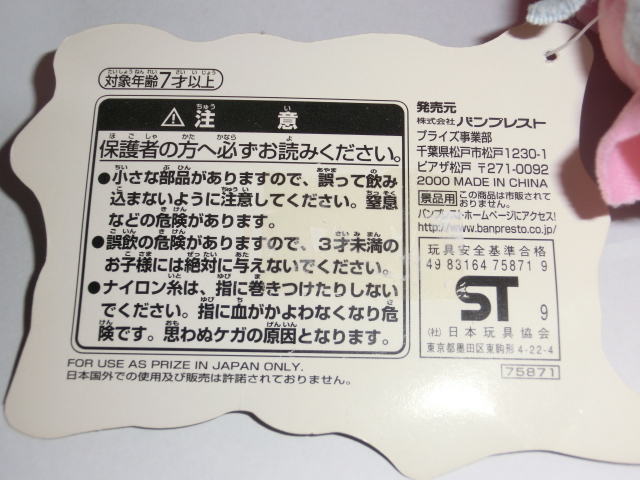 対象年齢7才以上
⚠注意
保護者の方へ必ずお読みください。
●小さな部品がありますので、誤って飲み
込まないように注意してください。窒息
などの危険があります。
●誤飲の危険がありますので、3才未満の
お子様には絶対に与えないでください。
●ナイロン糸は、指に巻きつけたりしない
でください。指に血がかよわなくなり危
険です。思わぬケガの原因となります。
FOR USE AS PRIZE IN JAPAN ONLY.
日本国外での使用及び販売は許諾されておりません。
発売元
株式会社 バンプレスト
プライズ事業部
千葉県松戸市松戸1230-1
ピアザ松戸 〒271-0092
2000 MADE IN CHINA
景品用 この商品は市販されて
おりません。
バンプレストホームページにアクセス!
http://www.banpresto.co.jp
玩具安全基準合格
49 83164 75871 9
ST 9
(社) 日本玩具協会
東京都墨田区東駒形 4-22-4
75871